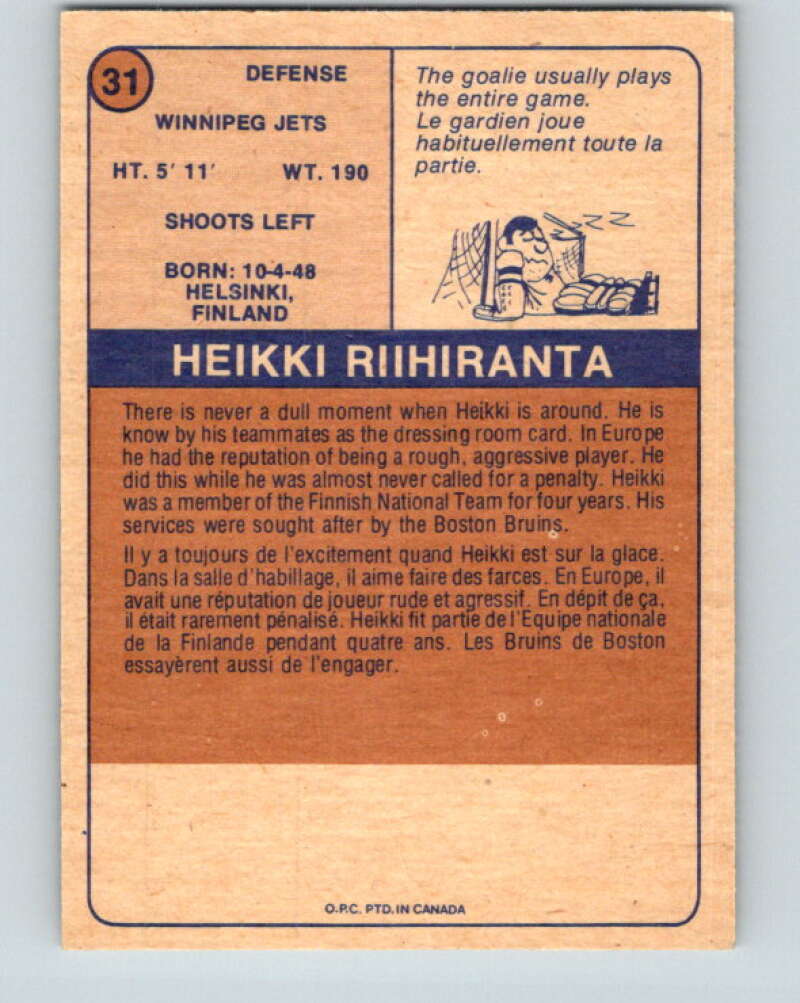 31
DEFENSE
WINNIPEG JETS
HT. 5' 11' WT. 190
SHOOTS LEFT
BORN: 10-4-48
HELSINKI,
FINLAND
The goalie usually plays
the entire game.
Le gardien joue
habituellement toute la
partie.
ZZZ
HEIKKI RIIHIRANTA
There is never a dull moment when Heikki is around. He is
know by his teammates as the dressing room card. In Europe
he had the reputation of being a rough, aggressive player. He
did this while he was almost never called for a penalty. Heikki
was a member of the Finnish National Team for four years. His
services were sought after by the Boston Bruins.
Il y a toujours de l'excitement quand Heikki est sur la glace.
Dans la salle d'habillage, il aime faire des farces. En Europe, il
avait une réputation de joueur rude et agressif. En dépit de ça,
il était rarement pénalisé. Heikki fit partie de l'Equipe nationale
de la Finlande pendant quatre ans. Les Bruins de Boston
essayèrent aussi de l'engager.
O.P.C. PTD. IN CANADA